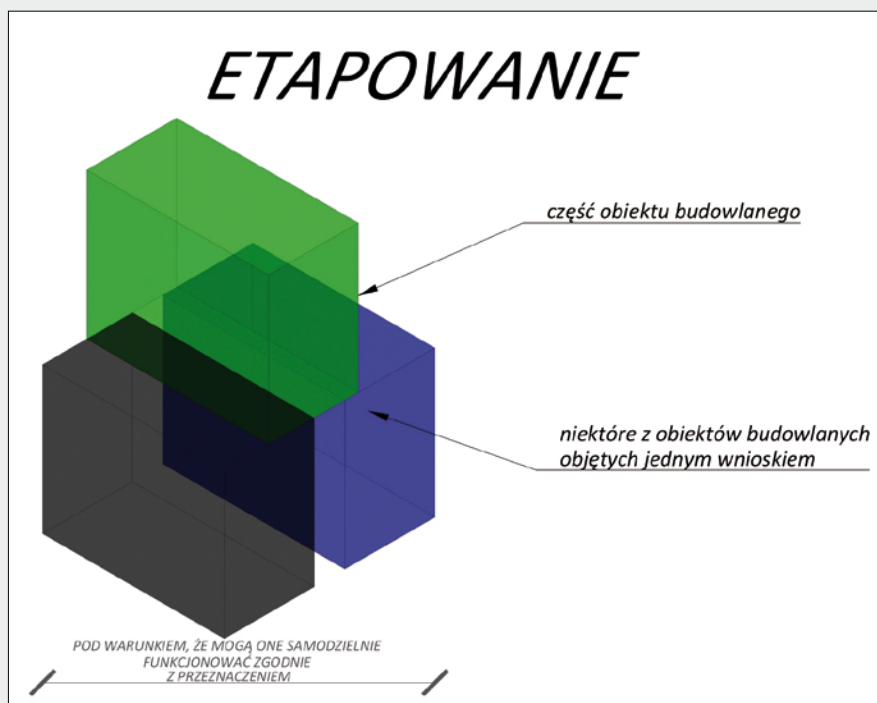 ETAPOWANIE
część obiektu budowlanego
niektóre z obiektów budowlanych
objętych jednym wnioskiem
POD WARUNKIEM, ŻE MOGĄ ONE SAMODZIELNIE
FUNKCJONOWAĆ ZGODNIE
Z PRZEZNACZENIEM